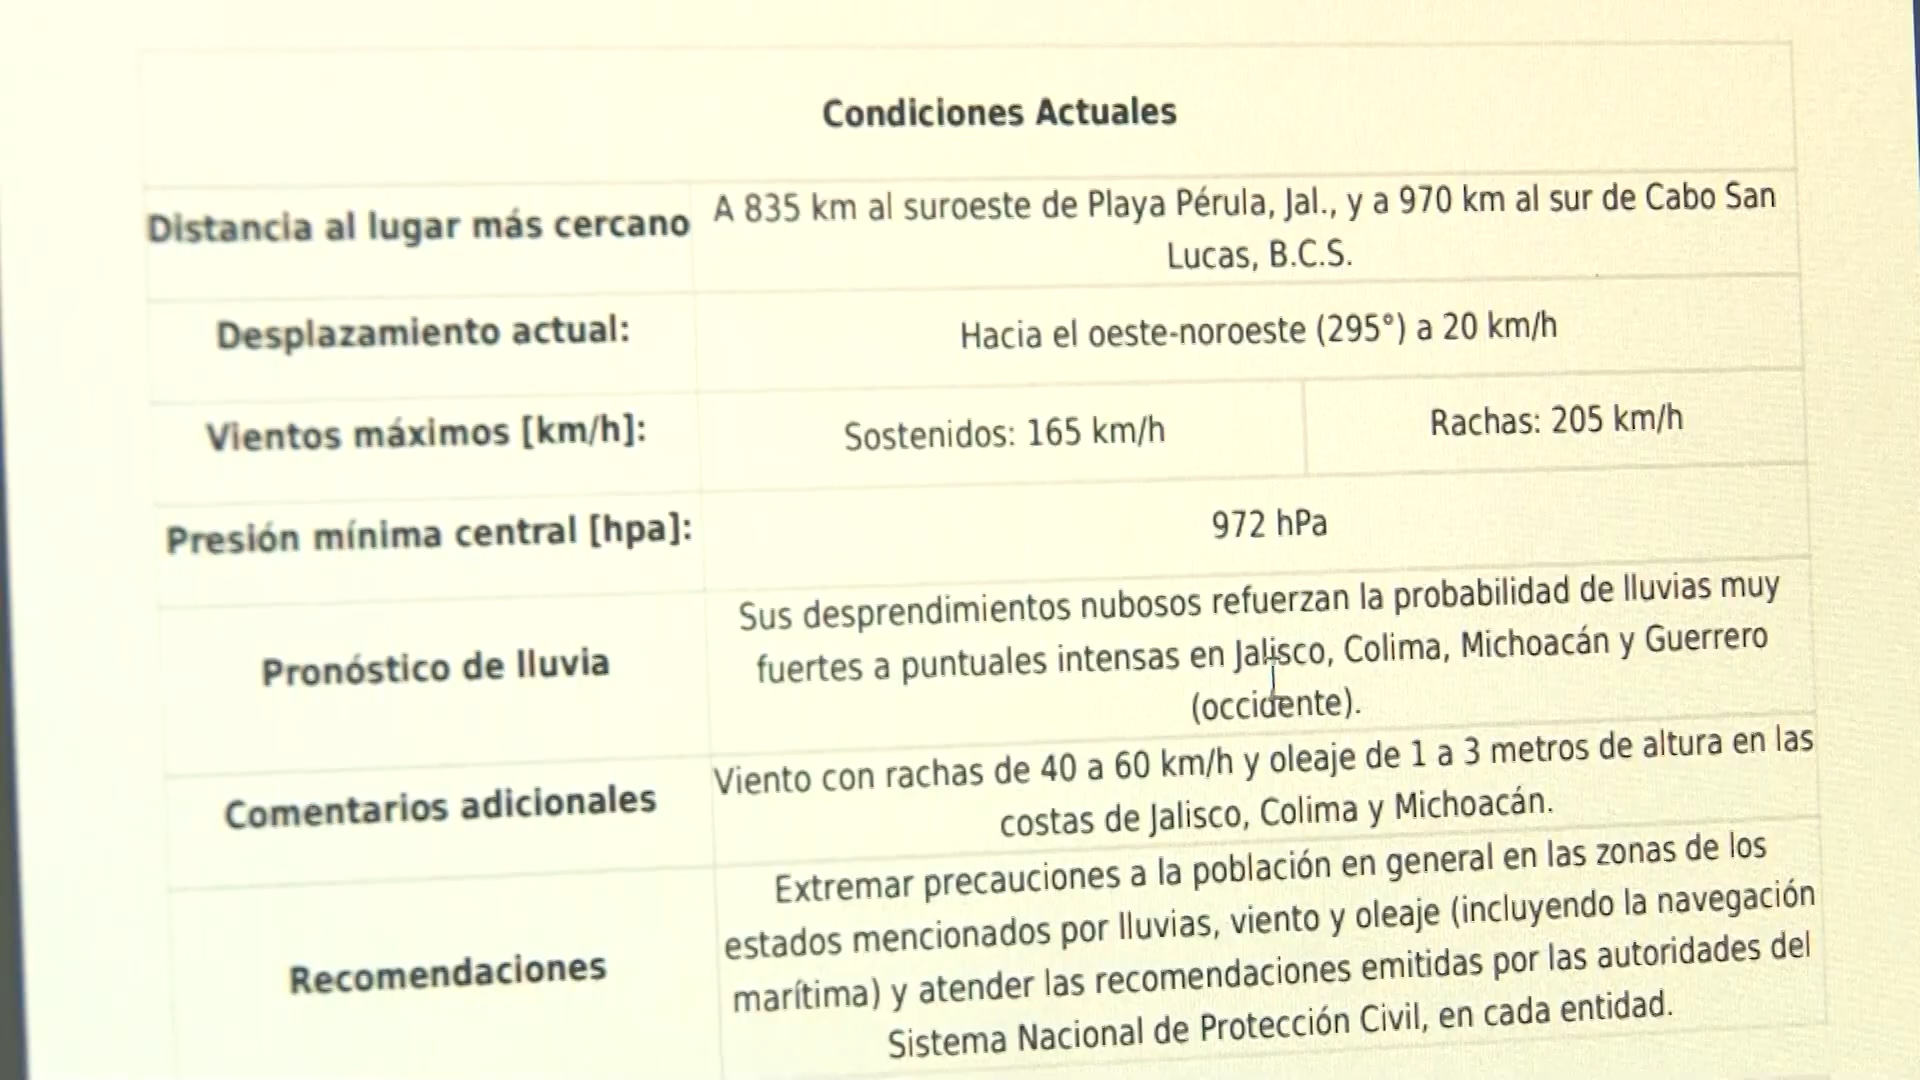 Condiciones Actuales
Distancia al lugar más cercano
A 835 km al suroeste de Playa Pérula, Jal., y a 970 km al sur de Cabo San
Lucas, B.C.S.
Desplazamiento actual:
Hacia el oeste-noroeste (295°) a 20 km/h
Vientos máximos [km/h]:
Sostenidos: 165 km/h
Rachas: 205 km/h
Presión mínima central [hpa]:
972 hPa
Pronóstico de lluvia
Sus desprendimientos nubosos refuerzan la probabilidad de lluvias muy
fuertes a puntuales intensas en Jalisco, Colima, Michoacán y Guerrero
(occidente).
Comentarios adicionales
Viento con rachas de 40 a 60 km/h y oleaje de 1 a 3 metros de altura en las
costas de Jalisco, Colima y Michoacán.
Recomendaciones
Extremar precauciones a la población en general en las zonas de los
estados mencionados por lluvias, viento y oleaje (incluyendo la navegación
marítima) y atender las recomendaciones emitidas por las autoridades del
Sistema Nacional de Protección Civil, en cada entidad.